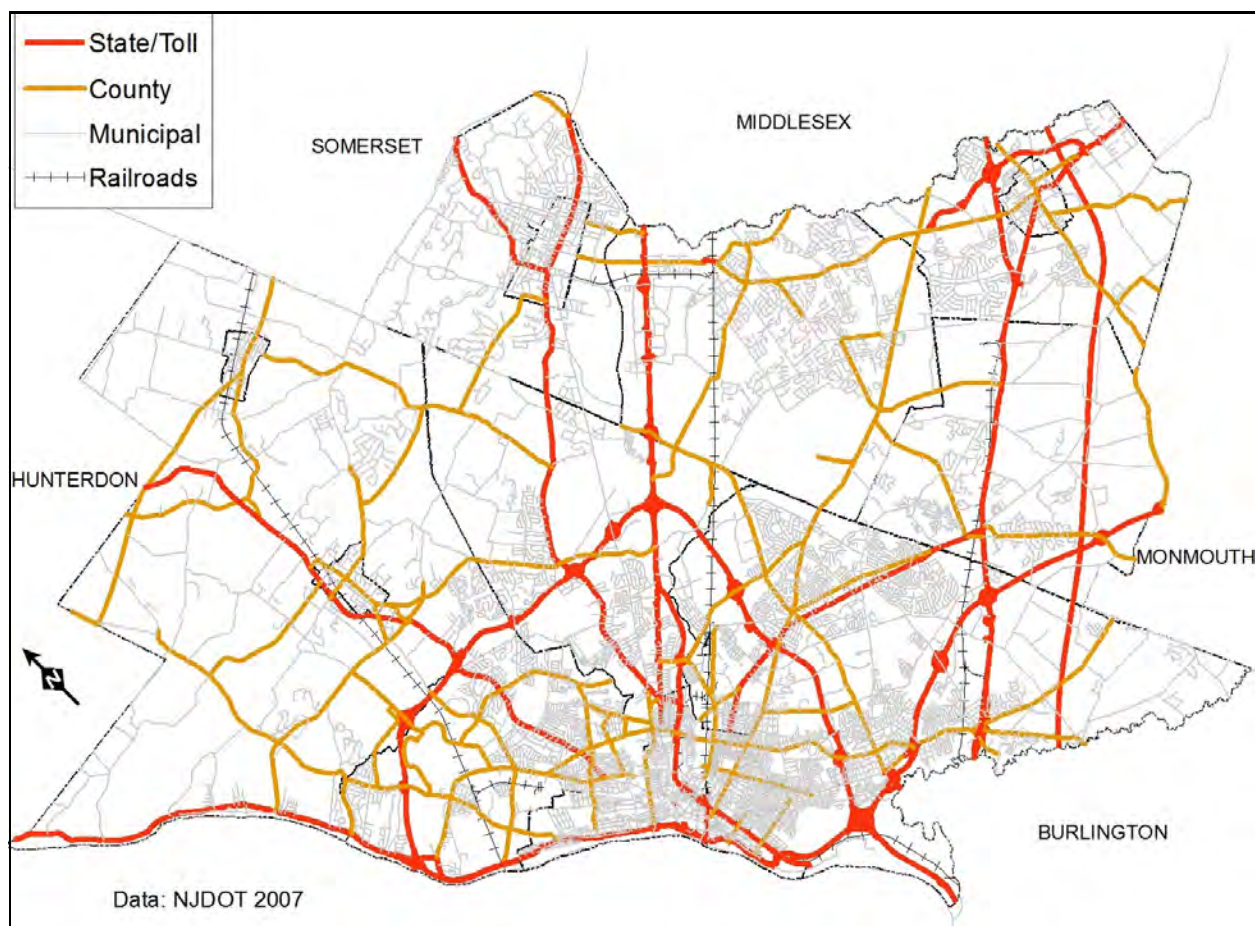 State/Toll
County
Municipal
Railroads
SOMERSET
MIDDLESEX
HUNTERDON
MONMOUTH
N
BURLINGTON
Data: NJDOT 2007